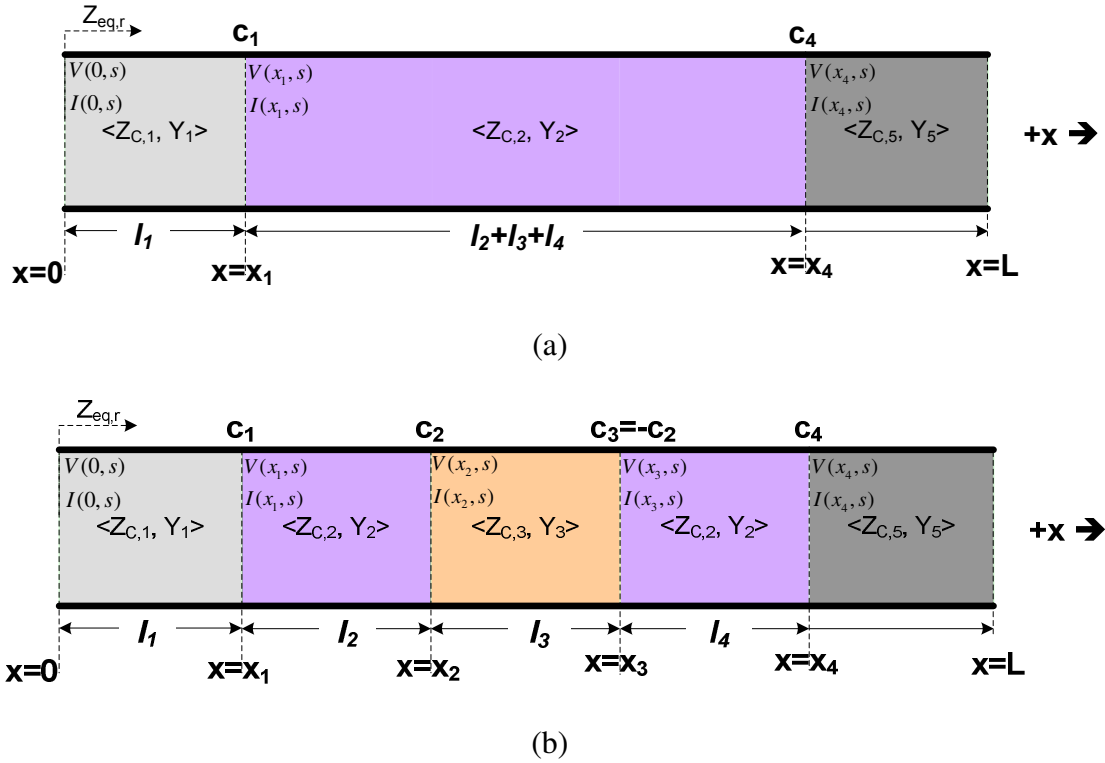 Z_eq,r
c₁ c₄
V(0,s) V(x₁,s) V(x₄,s)
I(0,s) I(x₁,s) I(x₄,s)
<Z_C,1, Y₁> <Z_C,2, Y₂> <Z_C,5, Y₅> +x ➔
l₁ l₂+l₃+l₄
x=0 x=x₁ x=x₄ x=L
(a)
Z_eq,r
c₁ c₂ c₃=-c₂ c₄
V(0,s) V(x₁,s) V(x₂,s) V(x₃,s) V(x₄,s)
I(0,s) I(x₁,s) I(x₂,s) I(x₃,s) I(x₄,s)
<Z_C,1, Y₁> <Z_C,2, Y₂> <Z_C,3, Y₃> <Z_C,2, Y₂> <Z_C,5, Y₅> +x ➔
l₁ l₂ l₃ l₄
x=0 x=x₁ x=x₂ x=x₃ x=x₄ x=L
(b)